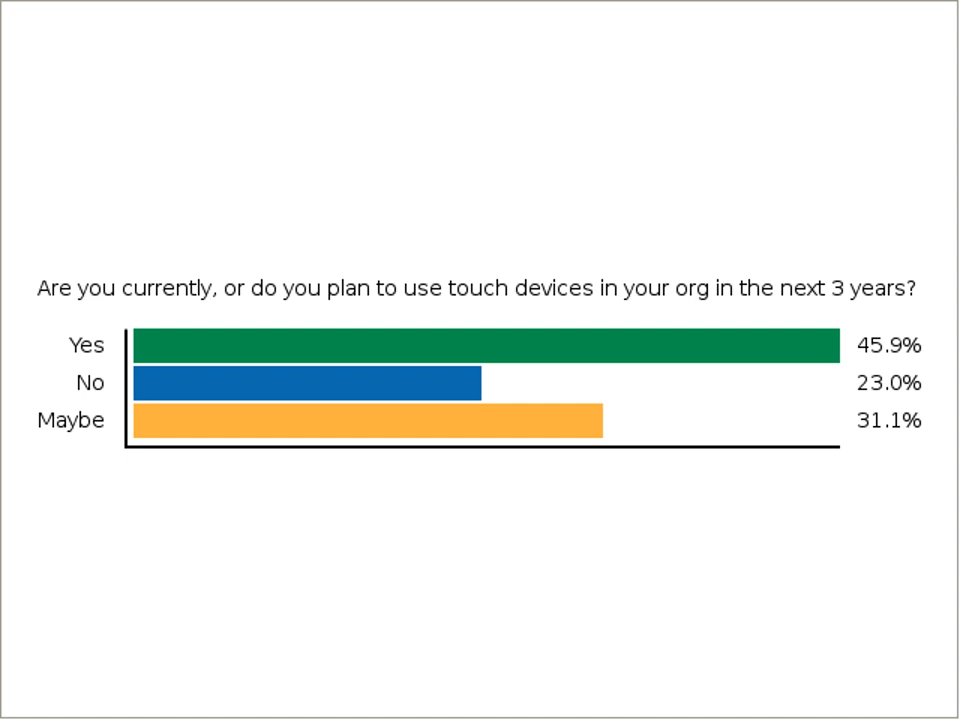 Are you currently, or do you plan to use touch devices in your org in the next 3 years?
Yes 45.9%
No 23.0%
Maybe 31.1%